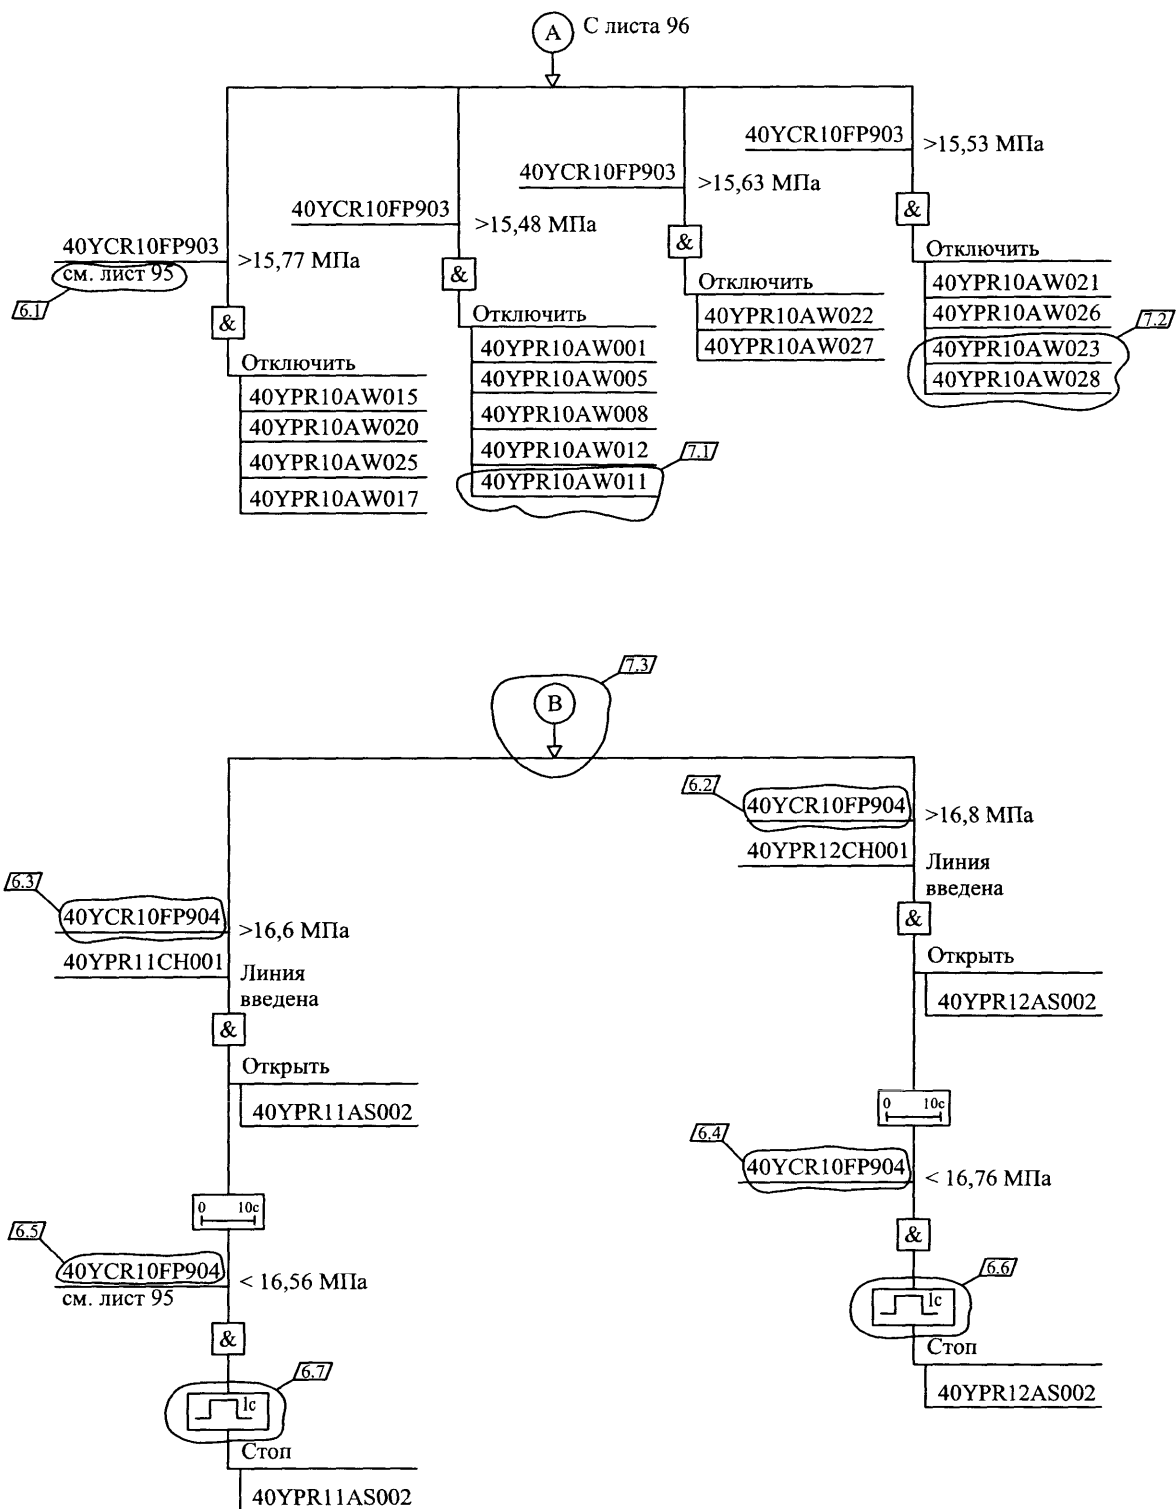 А
С листа 96
40YCR10FP903
>15,77 МПа
см. лист 95
6.1
&
Отключить
40YPR10AW015
40YPR10AW020
40YPR10AW025
40YPR10AW017
40YCR10FP903
>15,48 МПа
&
Отключить
40YPR10AW001
40YPR10AW005
40YPR10AW008
40YPR10AW012
7.1
40YPR10AW011
40YCR10FP903
>15,63 МПа
&
Отключить
40YPR10AW022
40YPR10AW027
40YCR10FP903
>15,53 МПа
&
Отключить
40YPR10AW021
40YPR10AW026
7.2
40YPR10AW023
40YPR10AW028
7.3
В
6.3
40YCR10FP904
>16,6 МПа
40YPR11CH001
Линия
введена
&
Открыть
40YPR11AS002
0 10с
6.5
40YCR10FP904
< 16,56 МПа
см. лист 95
&
6.7
1с
Стоп
40YPR11AS002
6.2
40YCR10FP904
>16,8 МПа
40YPR12CH001
Линия
введена
&
Открыть
40YPR12AS002
0 10с
6.4
40YCR10FP904
< 16,76 МПа
&
6.6
1с
Стоп
40YPR12AS002